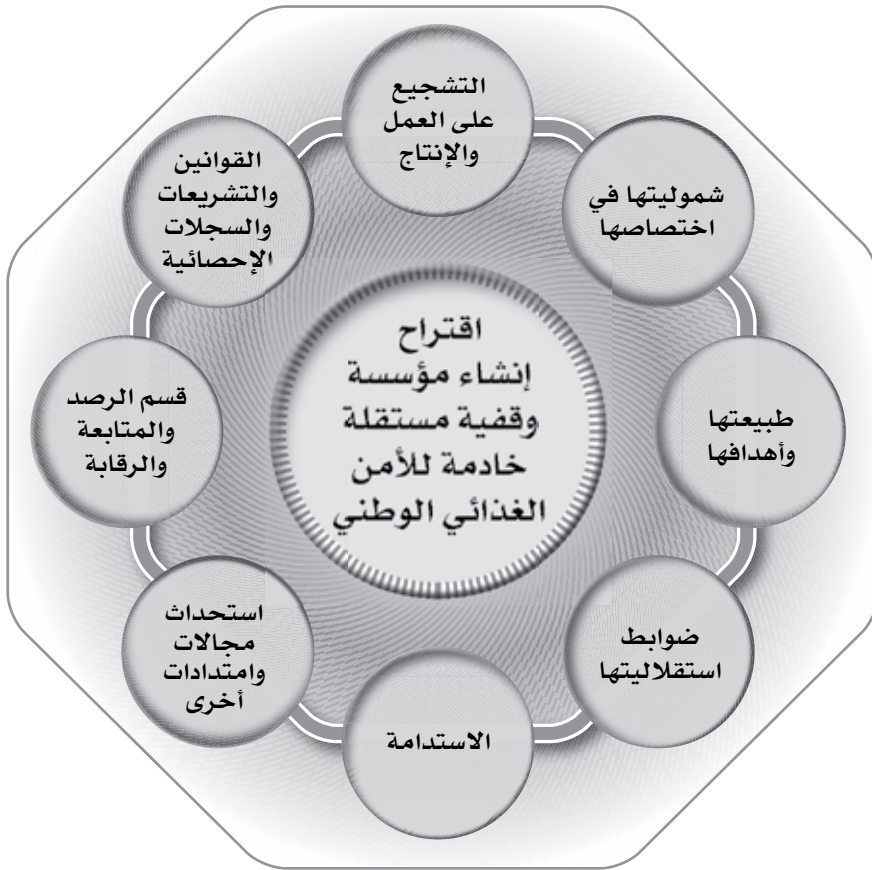 التشجيع
على العمل
والإنتاج
شموليتها في
اختصاصها
طبيعتها
وأهدافها
ضوابط
استقلاليتها
الاستدامة
استحداث
مجالات
وامتدادات
أخرى
قسم الرصد
والمتابعة
والرقابة
القوانين
والتشريعات
والسجلات
الإحصائية
اقتراح
إنشاء مؤسسة
وقفية مستقلة
خادمة للأمن
الغذائي الوطني